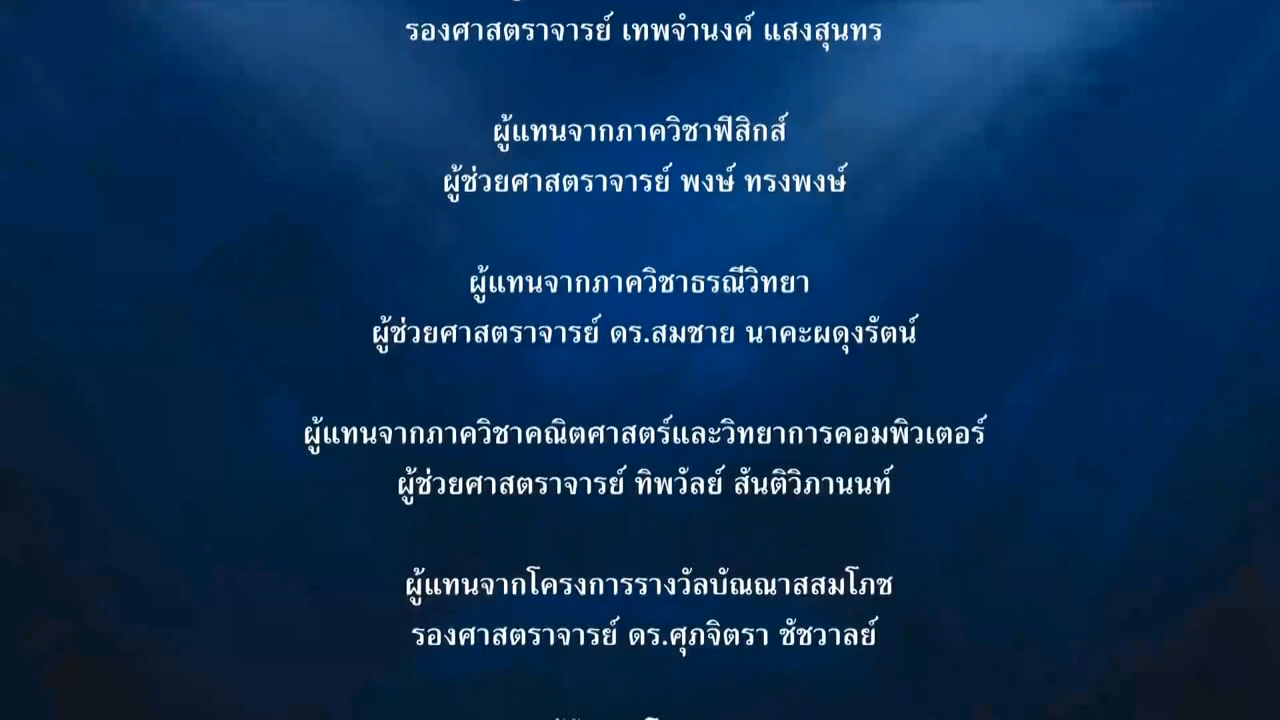 รองศาสตราจารย์ เทพจำนงค์ แสงสุนทร
ผู้แทนจากภาควิชาฟิสิกส์
ผู้ช่วยศาสตราจารย์ พงษ์ ทรงพงษ์
ผู้แทนจากภาควิชาธรณีวิทยา
ผู้ช่วยศาสตราจารย์ ดร.สมชาย นาคะผดุงรัตน์
ผู้แทนจากภาควิชาคณิตศาสตร์และวิทยาการคอมพิวเตอร์
ผู้ช่วยศาสตราจารย์ ทิพวัลย์ สันติวิภานนท์
ผู้แทนจากโครงการรางวัลบัณณาสสมโภช
รองศาสตราจารย์ ดร.ศุภจิตรา ชัชวาลย์